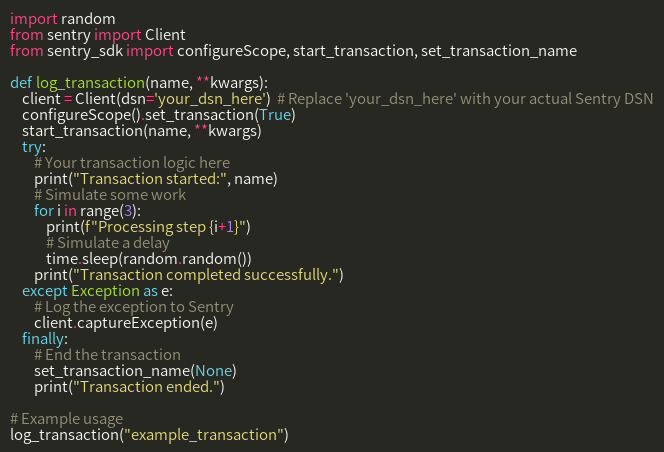 import random
from sentry import Client
from sentry_sdk import configureScope, start_transaction, set_transaction_name

def log_transaction(name, **kwargs):
    client = Client(dsn='your_dsn_here')  # Replace 'your_dsn_here' with your actual Sentry DSN
    configureScope().set_transaction(True)
    start_transaction(name, **kwargs)
    try:
        # Your transaction logic here
        print("Transaction started:", name)
        # Simulate some work
        for i in range(3):
            print(f"Processing step {i+1}")
            # Simulate a delay
            time.sleep(random.random())
        print("Transaction completed successfully.")
    except Exception as e:
        # Log the exception to Sentry
        client.captureException(e)
    finally:
        # End the transaction
        set_transaction_name(None)
        print("Transaction ended.")

# Example usage
log_transaction("example_transaction")